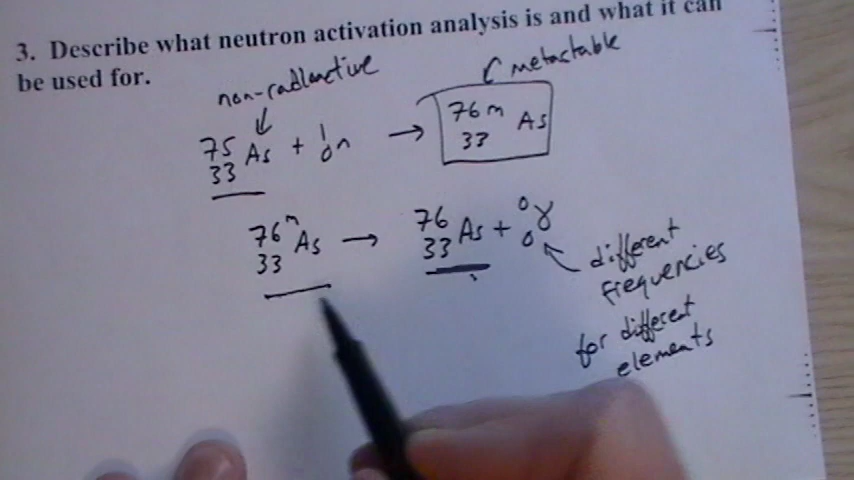 3. Describe what neutron activation analysis is and what it can
be used for.
non-radioactive
metastable
75 33 As + 1 0 n → 76m 33 As
76m 33 As → 76 33 As + 0 0 γ
different
frequencies
for different
elements